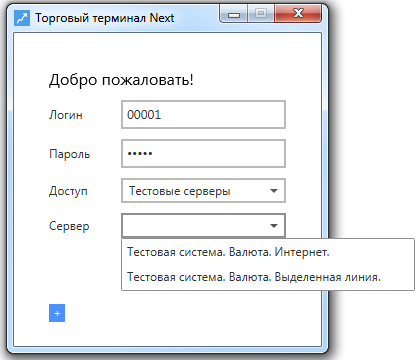 Торговый терминал Next
Добро пожаловать!
Логин 00001
Пароль •••••
Доступ Тестовые серверы
Сервер
Тестовая система. Валюта. Интернет.
Тестовая система. Валюта. Выделенная линия.
+